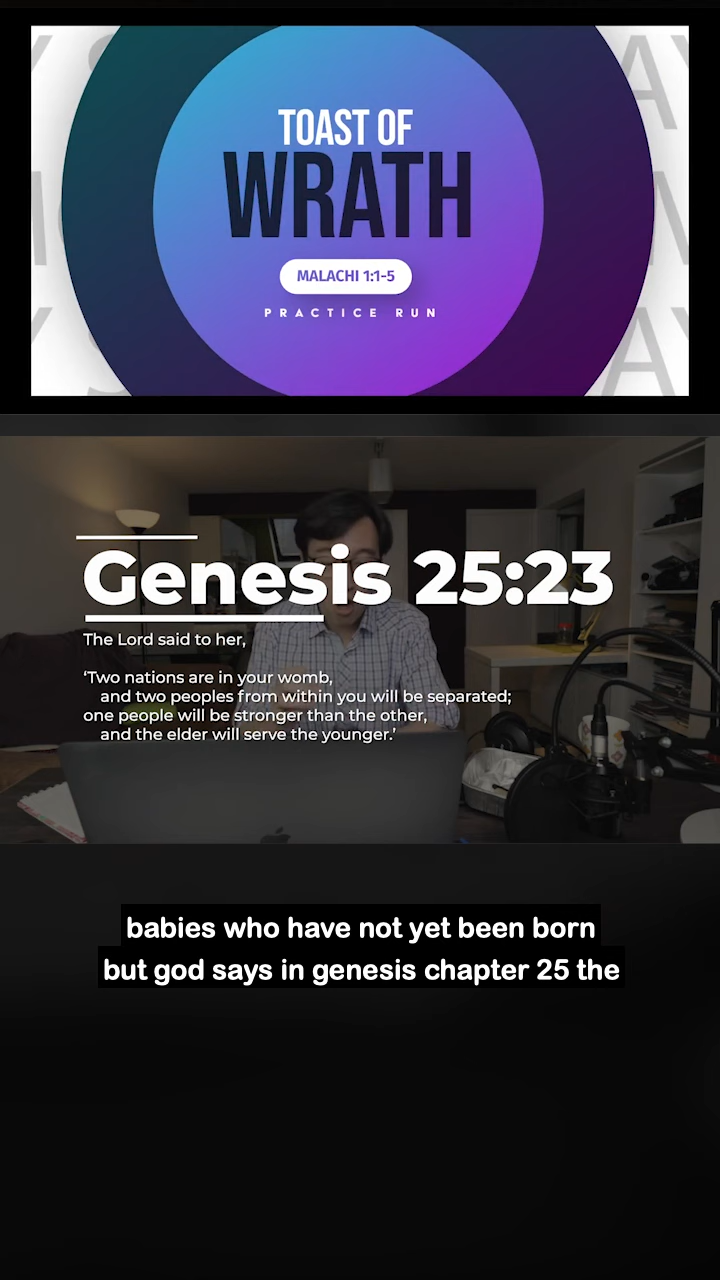 TOAST OF
WRATH
MALACHI 1:1-5
PRACTICE RUN
Genesis 25:23
The Lord said to her,
‘Two nations are in your womb,
and two peoples from within you will be separated;
one people will be stronger than the other,
and the elder will serve the younger.’
babies who have not yet been born
but god says in genesis chapter 25 the